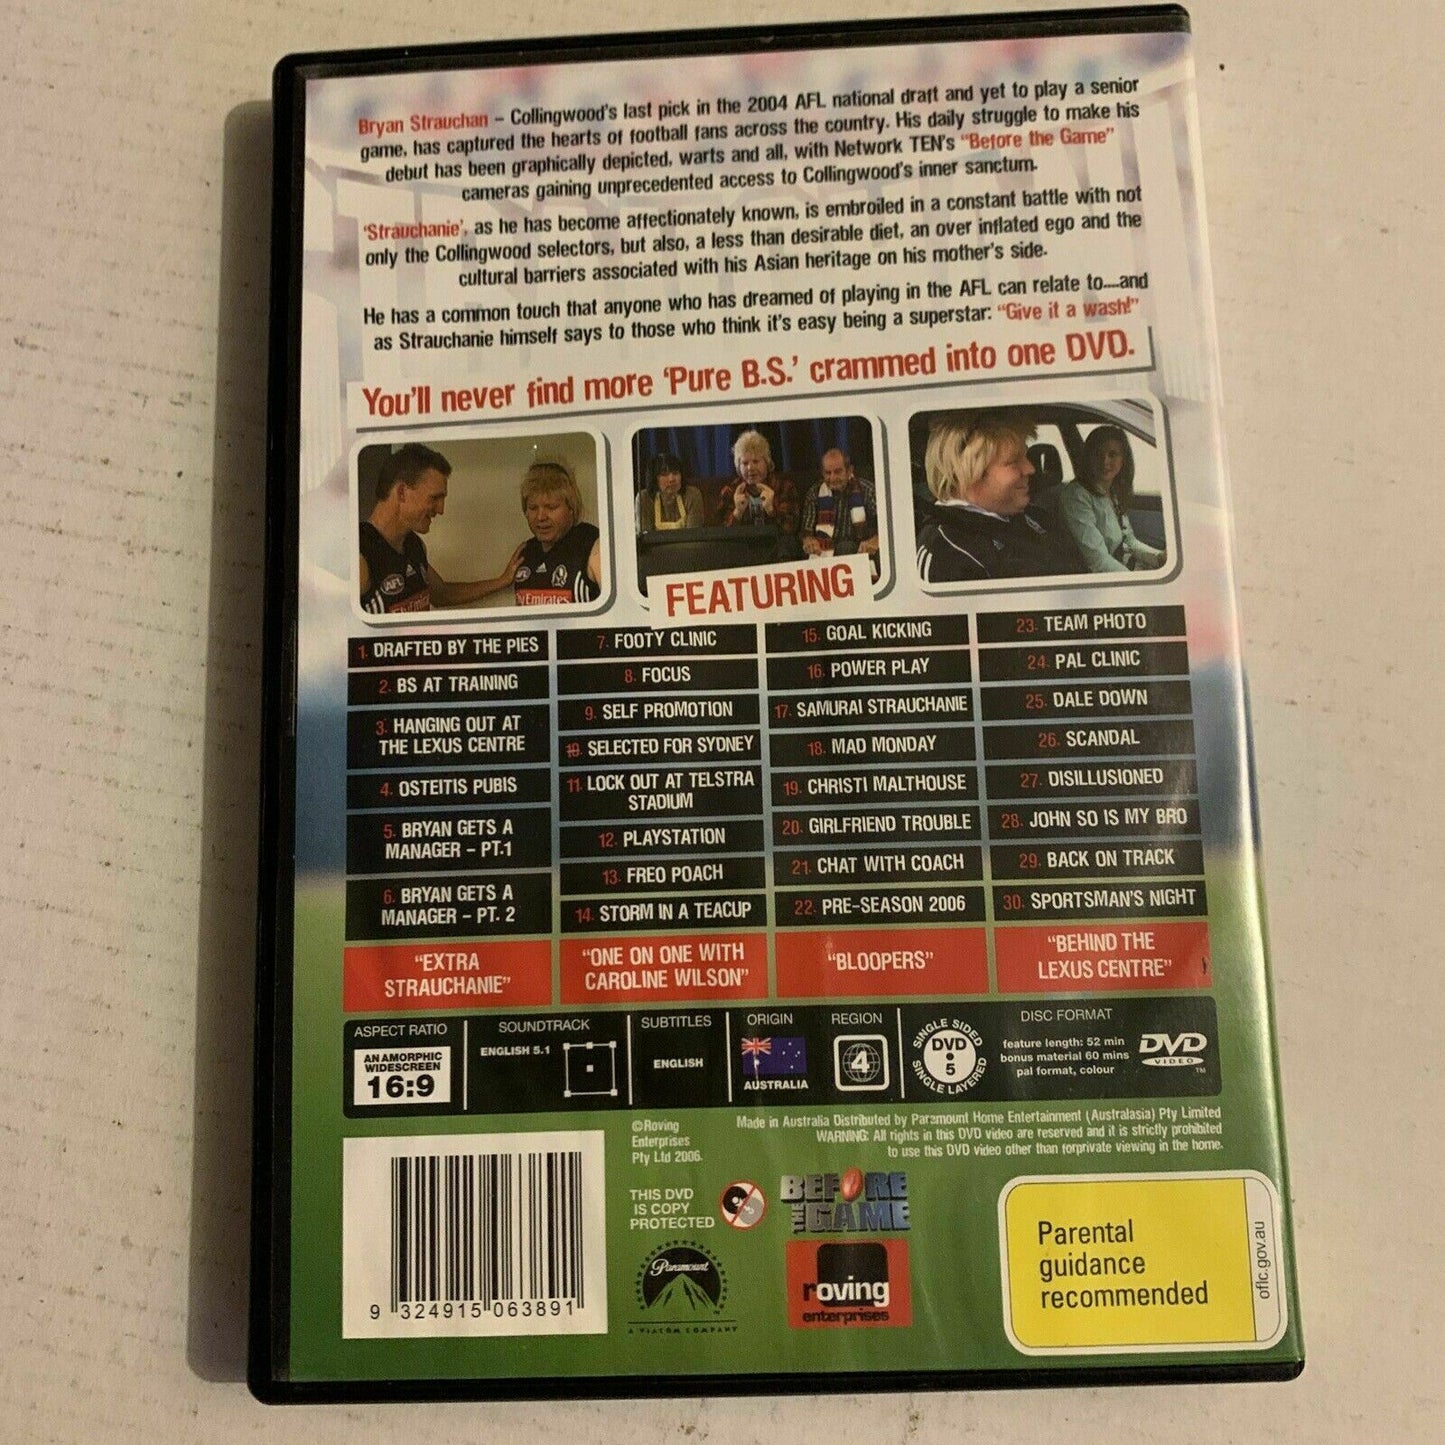 Bryan Strauchan – Collingwood's last pick in the 2004 AFL national draft and yet to play a senior
game, has captured the hearts of football fans across the country. His daily struggle to make his
debut has been graphically depicted, warts and all, with Network TEN's "Before the Game"
cameras gaining unprecedented access to Collingwood's inner sanctum.
'Strauchanie', as he has become affectionately known, is embroiled in a constant battle with not
only the Collingwood selectors, but also, a less than desirable diet, an over inflated ego and the
cultural barriers associated with his Asian heritage on his mother's side.
He has a common touch that anyone who has dreamed of playing in the AFL can relate to....and
as Strauchanie himself says to those who think it's easy being a superstar: "Give it a wash!"
You'll never find more 'Pure B.S.' crammed into one DVD.
AFL
AFL
Emirates
FEATURING
1. DRAFTED BY THE PIES
2. BS AT TRAINING
3. HANGING OUT AT
THE LEXUS CENTRE
4. OSTEITIS PUBIS
5. BRYAN GETS A
MANAGER – PT.1
6. BRYAN GETS A
MANAGER – PT. 2
7. FOOTY CLINIC
8. FOCUS
9. SELF PROMOTION
10. SELECTED FOR SYDNEY
11. LOCK OUT AT TELSTRA
STADIUM
12. PLAYSTATION
13. FREO POACH
14. STORM IN A TEACUP
15. GOAL KICKING
16. POWER PLAY
17. SAMURAI STRAUCHANIE
18. MAD MONDAY
19. CHRISTI MALTHOUSE
20. GIRLFRIEND TROUBLE
21. CHAT WITH COACH
22. PRE-SEASON 2006
23. TEAM PHOTO
24. PAL CLINIC
25. DALE DOWN
26. SCANDAL
27. DISILLUSIONED
28. JOHN SO IS MY BRO
29. BACK ON TRACK
30. SPORTSMAN'S NIGHT
"EXTRA
STRAUCHANIE"
"ONE ON ONE WITH
CAROLINE WILSON"
"BLOOPERS"
"BEHIND THE
LEXUS CENTRE"
ASPECT RATIO
AN AMORPHIC
WIDESCREEN
16:9
SOUNDTRACK
ENGLISH 5.1
SUBTITLES
ENGLISH
ORIGIN
AUSTRALIA
REGION
4
SINGLE SIDED
DVD
5
SINGLE LAYERED
DISC FORMAT
feature length: 52 min
bonus material 60 mins
pal format, colour
DVD
VIDEO
TM
©Roving
Enterprises
Pty Ltd 2006.
Made in Australia Distributed by Paramount Home Entertainment (Australasia) Pty Limited
WARNING: All rights in this DVD video are reserved and it is strictly prohibited
to use this DVD video other than forprivate viewing in the home.
THIS DVD
IS COPY
PROTECTED
BEFORE
THE GAME
Paramount
A VIACOM COMPANY
roving
enterprises
9 324915 063891
Parental
guidance
recommended
oflc.gov.au